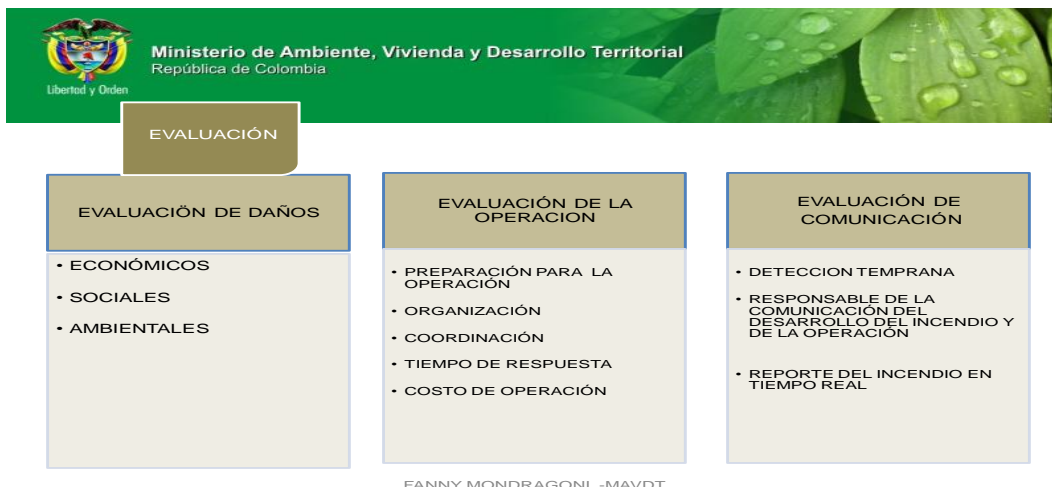 Ministerio de Ambiente, Vivienda y Desarrollo Territorial
República de Colombia
Libertad y Orden
EVALUACIÓN
EVALUACIÖN DE DAÑOS
• ECONÓMICOS
• SOCIALES
• AMBIENTALES
EVALUACIÓN DE LA
OPERACION
• PREPARACIÓN PARA LA
OPERACIÓN
• ORGANIZACIÓN
• COORDINACIÓN
• TIEMPO DE RESPUESTA
• COSTO DE OPERACIÓN
EVALUACIÓN DE
COMUNICACIÓN
• DETECCION TEMPRANA
• RESPONSABLE DE LA
COMUNICACIÓN DEL
DESARROLLO DEL INCENDIO Y
DE LA OPERACIÓN
• REPORTE DEL INCENDIO EN
TIEMPO REAL
FANNY MONDRAGONL -MAVDT